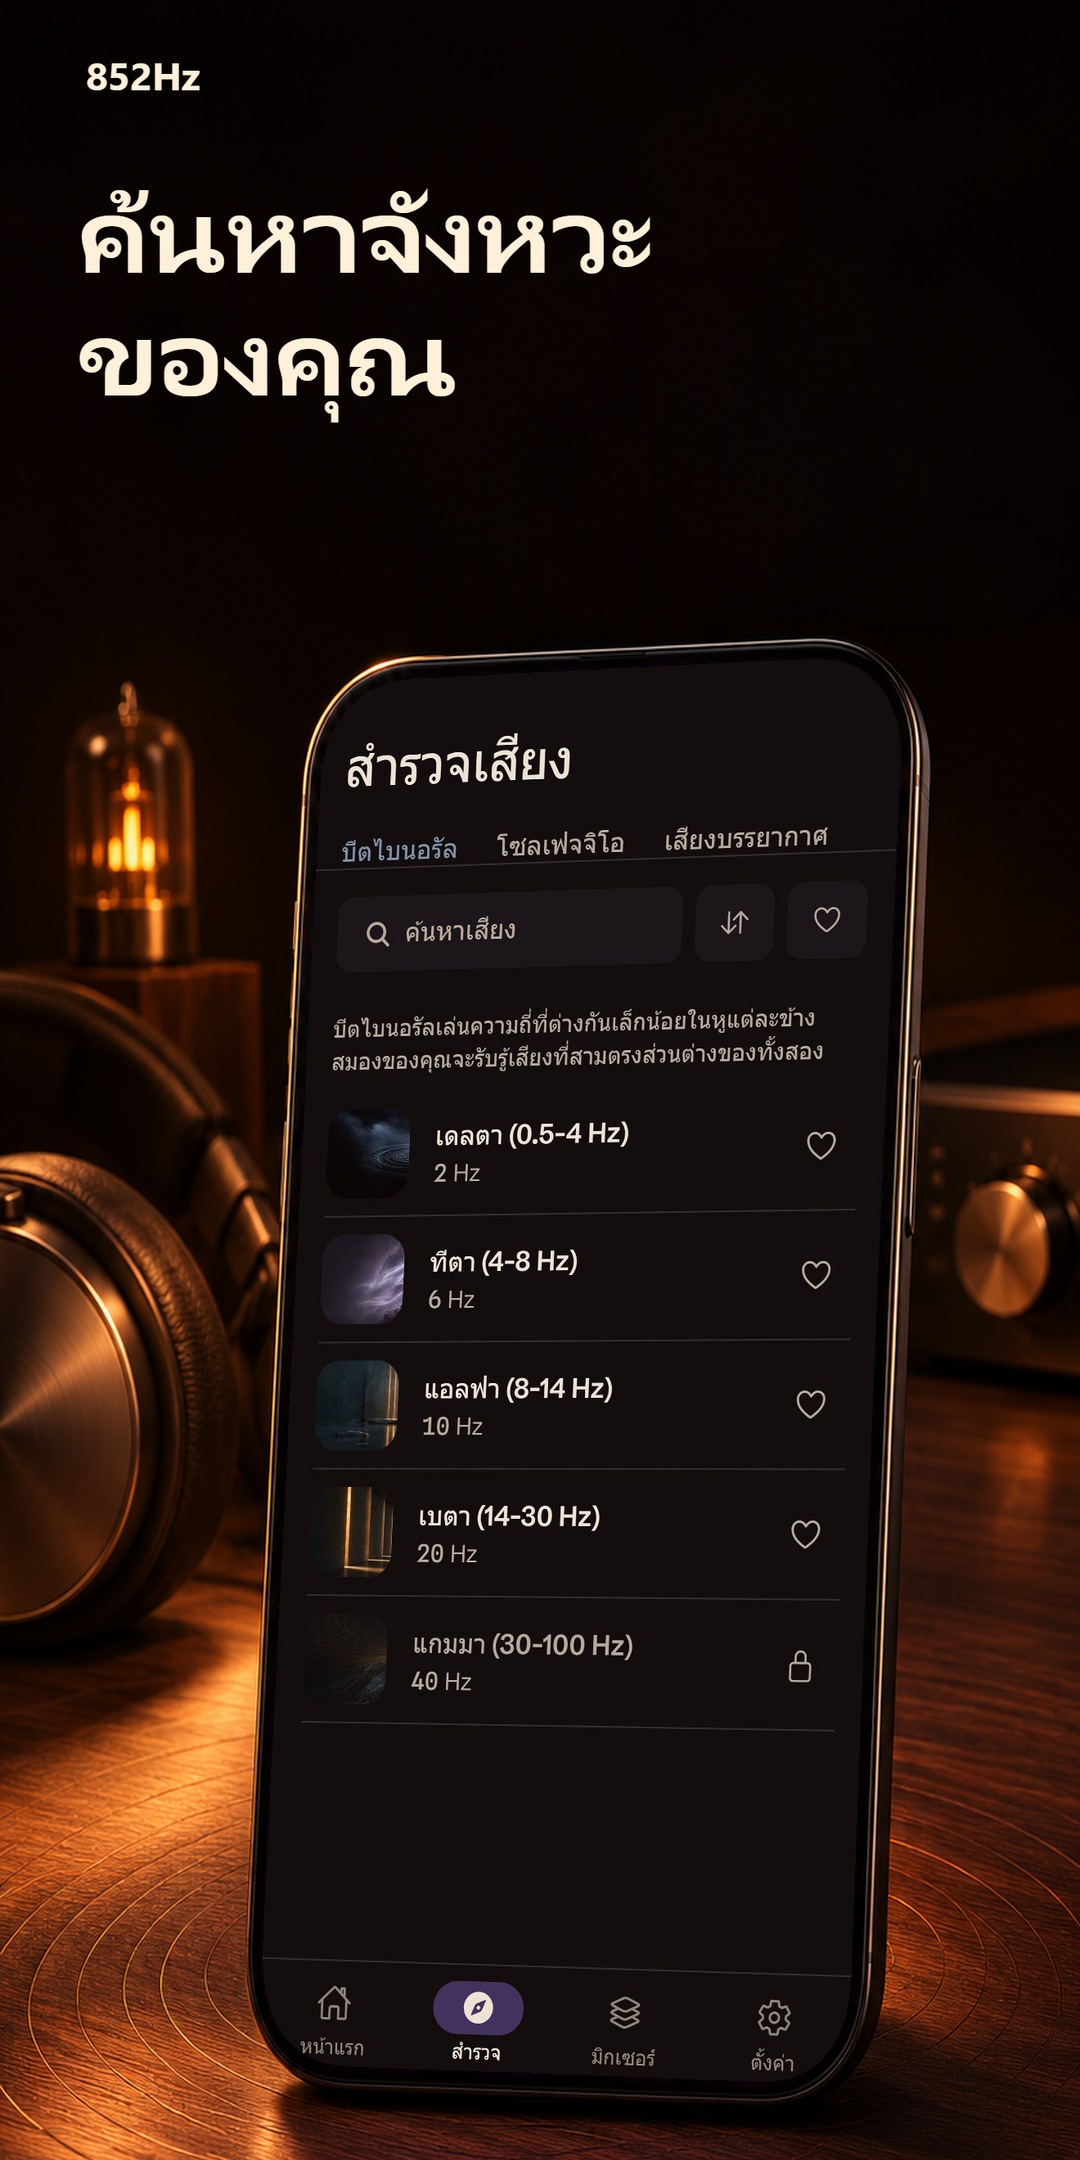 852Hz
ค้นหาจังหวะ
ของคุณ
สำรวจเสียง
บีตไบนอรัล
โซลเฟจจิโอ
เสียงบรรยากาศ
ค้นหาเสียง
บีตไบนอรัลเล่นความถี่ที่ต่างกันเล็กน้อยในหูแต่ละข้าง
สมองของคุณจะรับรู้เสียงที่สามตรงส่วนต่างของทั้งสอง
เดลตา (0.5-4 Hz)
2 Hz
ทีตา (4-8 Hz)
6 Hz
แอลฟา (8-14 Hz)
10 Hz
เบตา (14-30 Hz)
20 Hz
แกมมา (30-100 Hz)
40 Hz
หน้าแรก
สำรวจ
มิกเซอร์
ตั้งค่า